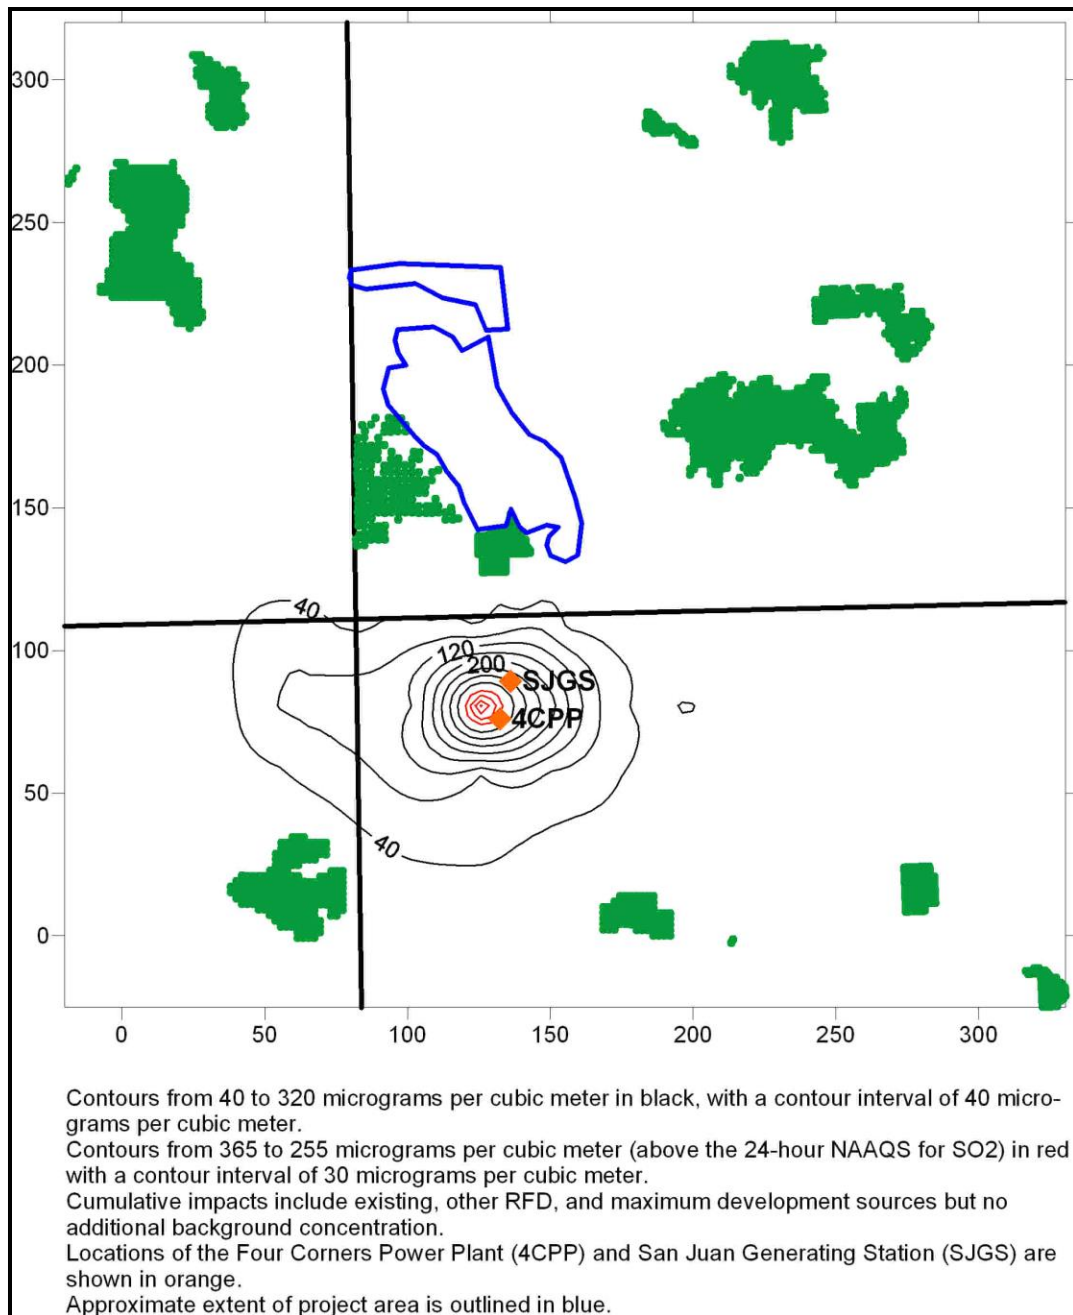 300
250
200
150
100
50
0
40
120
200
SJGS
4CPP
40
0 50 100 150 200 250 300
Contours from 40 to 320 micrograms per cubic meter in black, with a contour interval of 40 micro-
grams per cubic meter.
Contours from 365 to 255 micrograms per cubic meter (above the 24-hour NAAQS for SO2) in red
with a contour interval of 30 micrograms per cubic meter.
Cumulative impacts include existing, other RFD, and maximum development sources but no
additional background concentration.
Locations of the Four Corners Power Plant (4CPP) and San Juan Generating Station (SJGS) are
shown in orange.
Approximate extent of project area is outlined in blue.